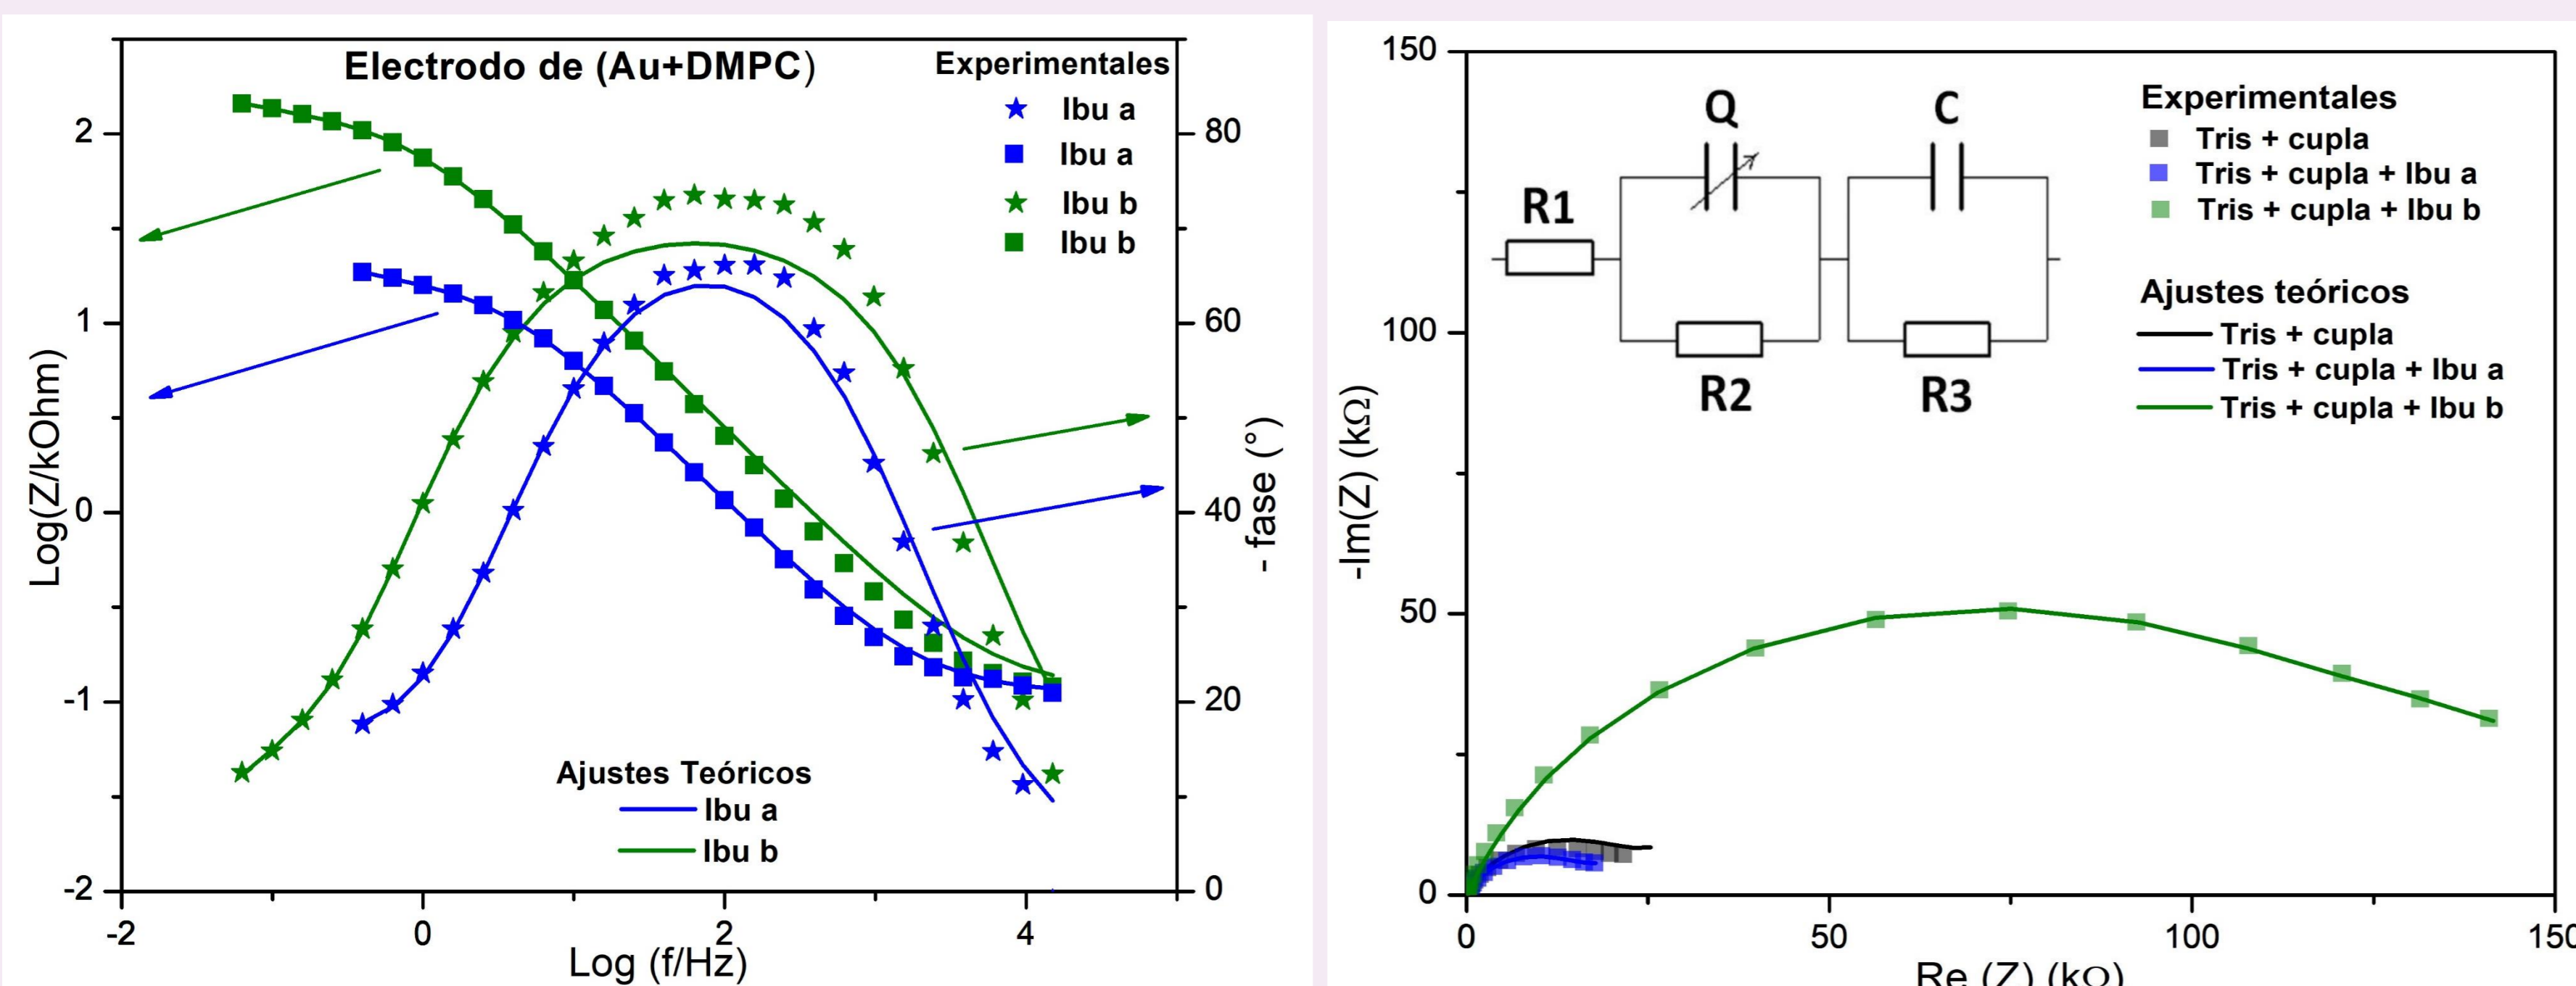 Electrodo de (Au+DMPC)
Experimentales
Ibu a
Ibu a
Ibu b
Ibu b
Ajustes Teóricos
Ibu a
Ibu b
Log(Z/kOhm)
2
1
0
-1
-2
- fase (°)
80
60
40
20
0
-2
0
2
4
Log (f/Hz)
150
100
50
0
-Im(Z) (kΩ)
Q
C
R1
R2
R3
Experimentales
Tris + cupla
Tris + cupla + Ibu a
Tris + cupla + Ibu b
Ajustes teóricos
Tris + cupla
Tris + cupla + Ibu a
Tris + cupla + Ibu b
0
50
100
150
Re (Z) (kΩ)